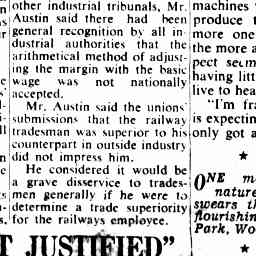 other industrial tribunals, Mr.
Austin said there had been
general recognition by all in-
dustrial authorities that the
arithmetical method of adjust-
ing the margin with the basic
wage was not nationally
accepted.
Mr. Austin said the unions'
submissions that the railway
tradesman was superior to his
counterpart in outside industry
did not impress him.
He considered it would be
a grave disservice to trades-
men generally if he were to
determine a trade superiority
for the railways employee.
T JUSTIFIED"
machines
produce
more one
the more a
pect
having litt
live to hea
"I'm fra
is expectin
only got a
★
ONE
nature
swears th
flourishin
Park, Wo
★